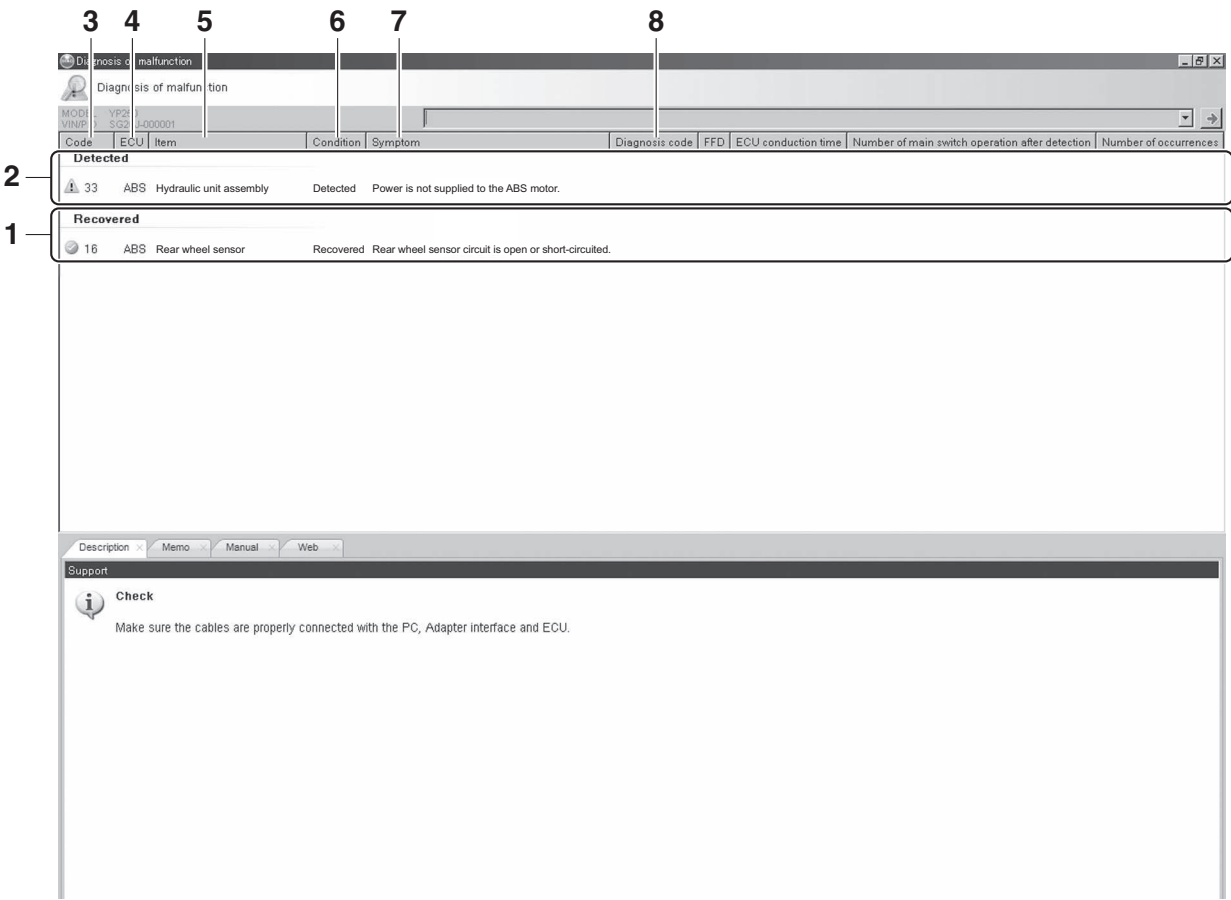 3 4 5 6 7 8
Diagnosis of malfunction
Diagnosis of malfunction
MODEL
VIN/P
Code ECU Item Condition Symptom Diagnosis code FFD ECU conduction time Number of main switch operation after detection Number of occurrences
Detected
2
33 ABS Hydraulic unit assembly Detected Power is not supplied to the ABS motor.
Recovered
1
16 ABS Rear wheel sensor Recovered Rear wheel sensor circuit is open or short-circuited.
Description Memo Manual Web
Support
Check
Make sure the cables are properly connected with the PC, Adapter interface and ECU.